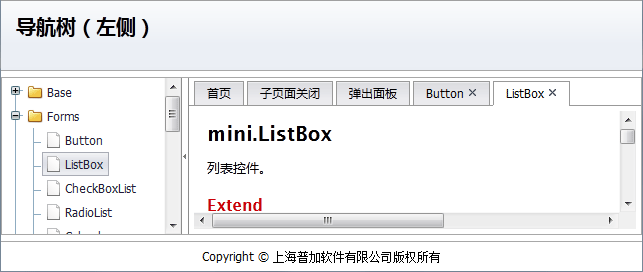 导航树（左侧）
Base
Forms
Button
ListBox
CheckBoxList
RadioList
首页 子页面关闭 弹出面板 Button ListBox
mini.ListBox
列表控件。
Extend
Copyright © 上海普加软件有限公司版权所有